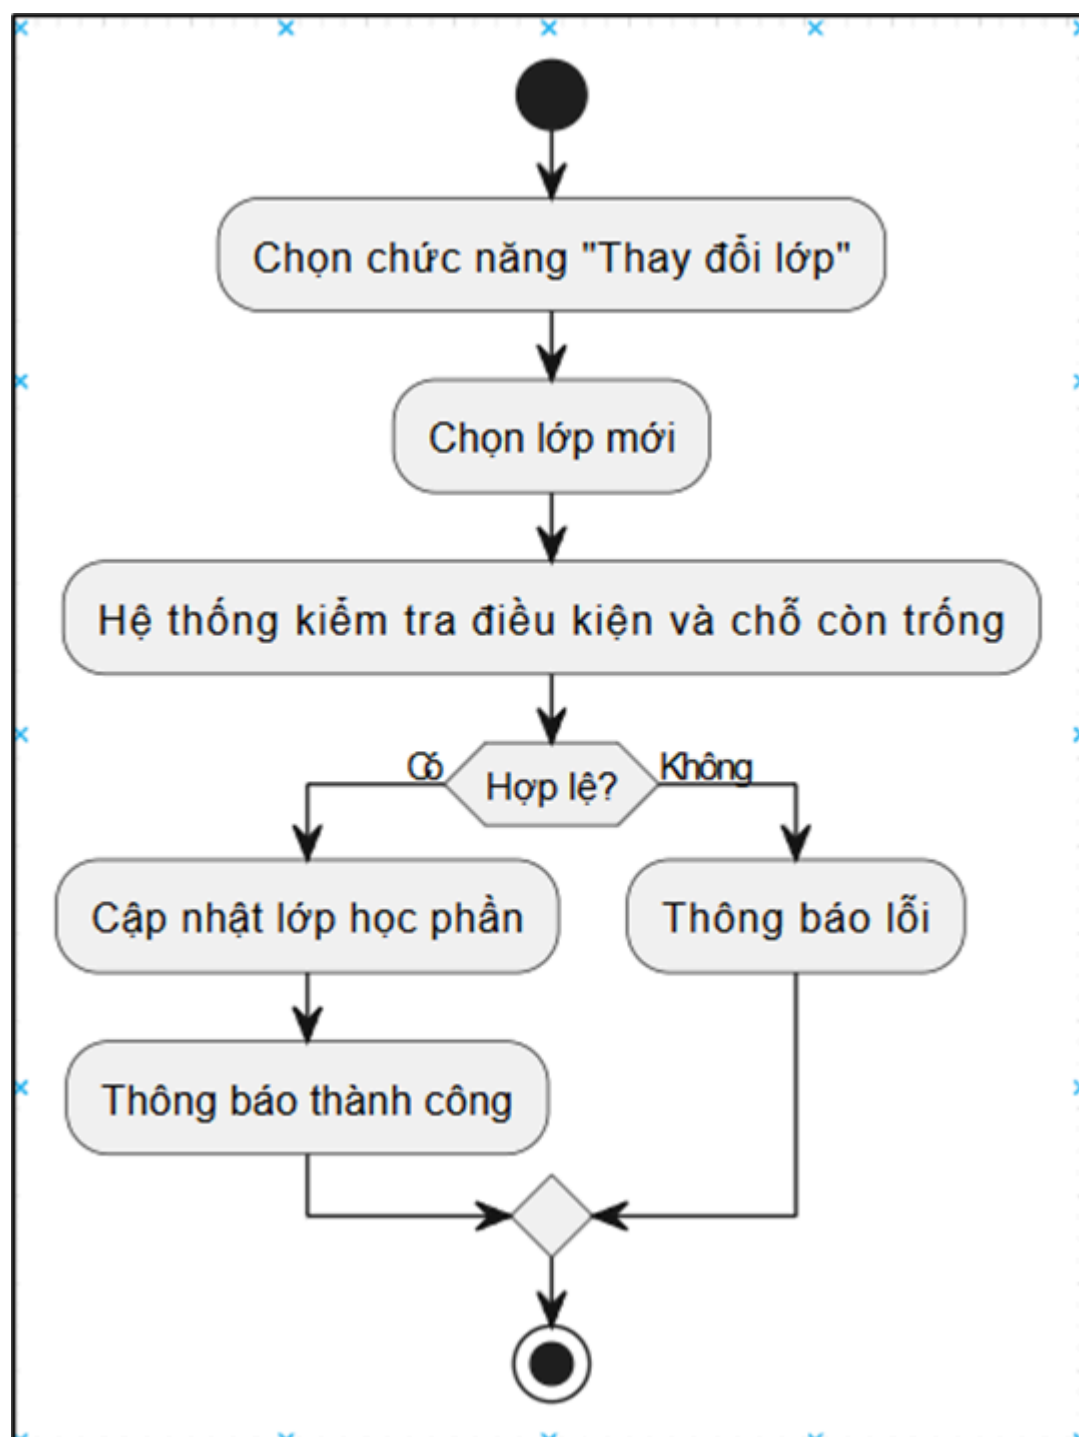 Chọn chức năng "Thay đổi lớp"
Chọn lớp mới
Hệ thống kiểm tra điều kiện và chỗ còn trống
Có
Hợp lệ?
Không
Cập nhật lớp học phần
Thông báo lỗi
Thông báo thành công